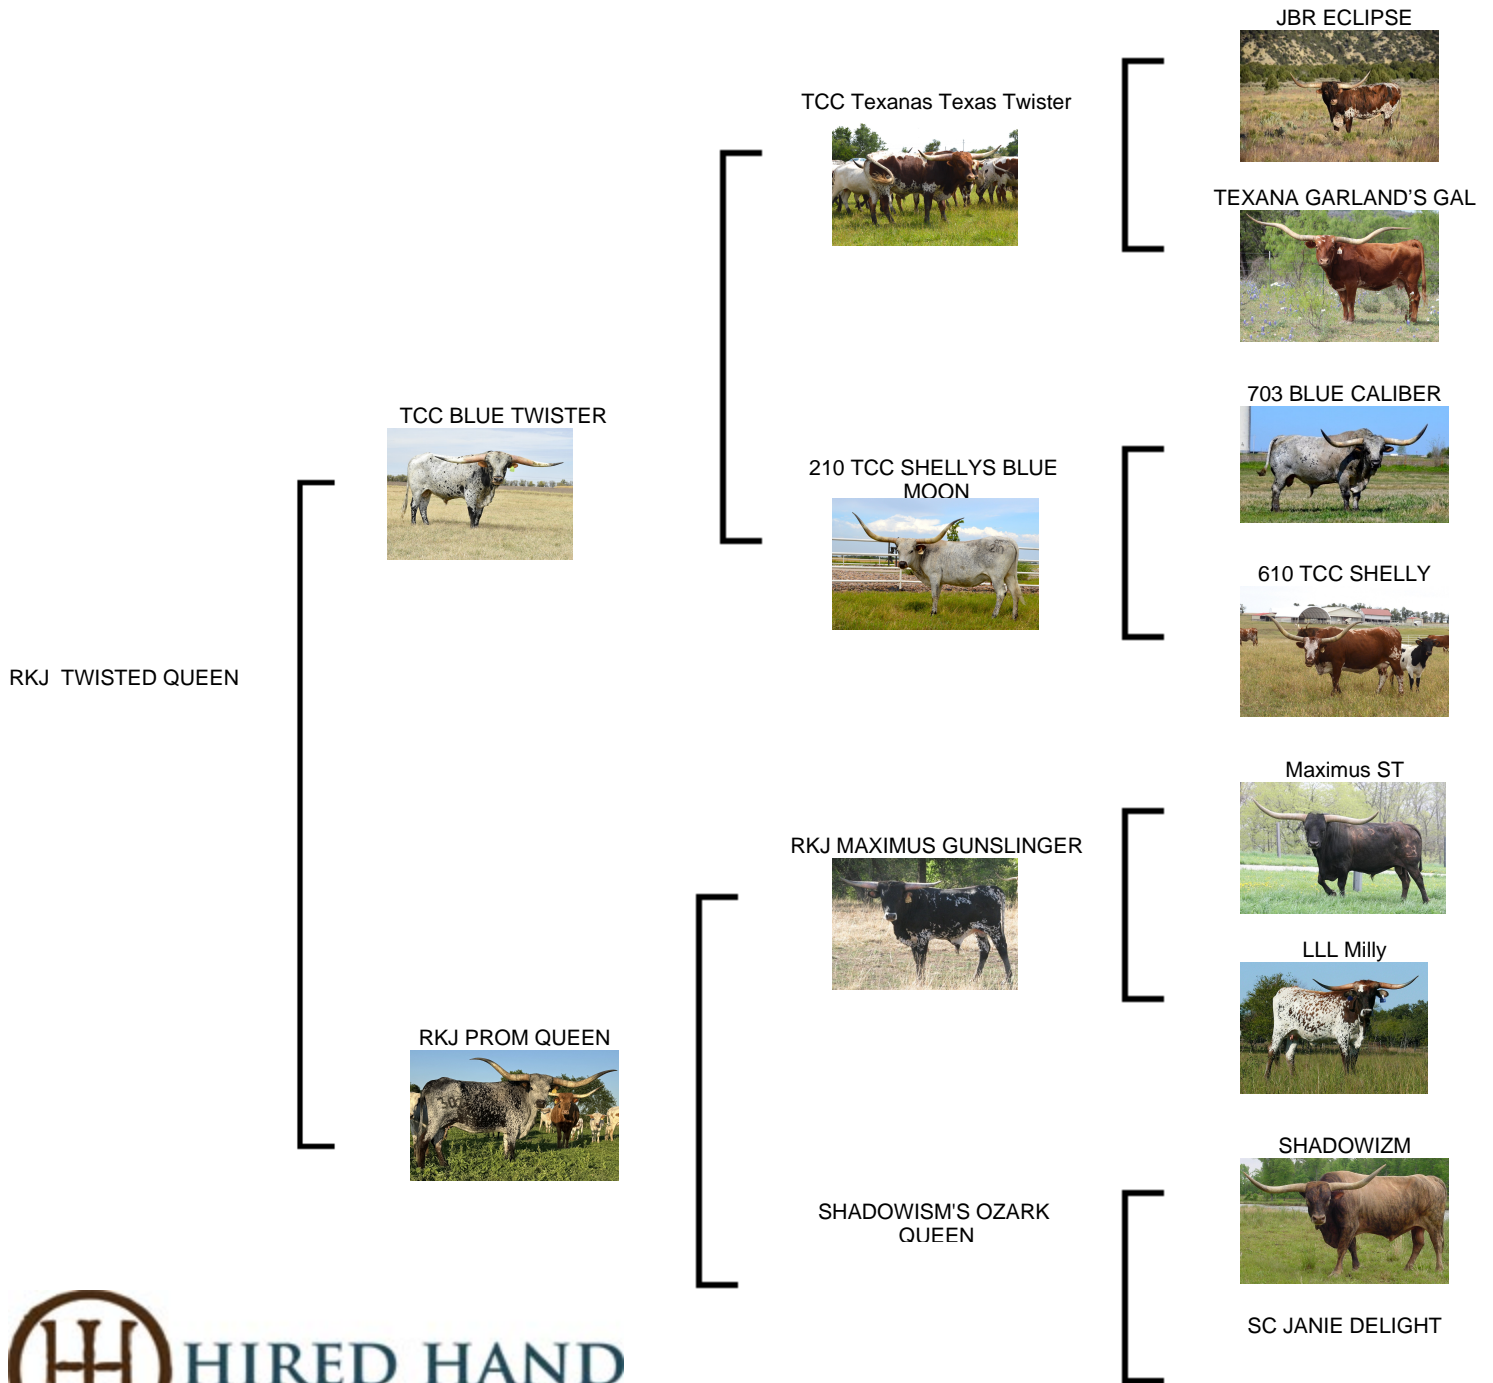 JBR ECLIPSE
TCC Texanas Texas Twister
TEXANA GARLAND'S GAL
703 BLUE CALIBER
TCC BLUE TWISTER
210 TCC SHELLYS BLUE
MOON
610 TCC SHELLY
RKJ  TWISTED QUEEN
Maximus ST
RKJ MAXIMUS GUNSLINGER
LLL Milly
RKJ PROM QUEEN
SHADOWIZM
SHADOWISM'S OZARK
QUEEN
SC JANIE DELIGHT
HIRED HAND